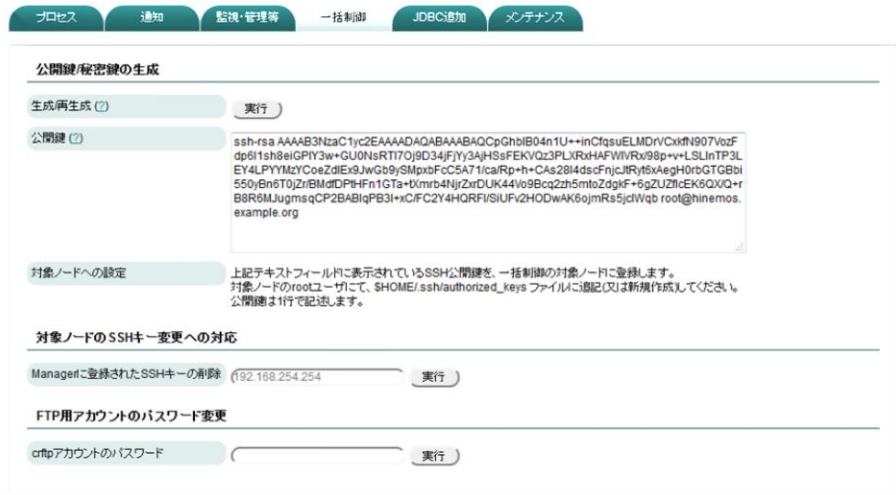 プロセス 通知 監視・管理等 一括制御 JDBC追加 メンテナンス
公開鍵/秘密鍵の生成
生成/再生成 (?) 実行
公開鍵 (?)
ssh-rsa AAAAB3NzaC1yc2EAAAADAQABAAABAQCpGhbIB04n1U++inCfqsuELMDrVCxkfN907VozF
dp6I1sh8eiGPIY3w+GU0NsRTI7Oj9D34jFjYy3AjHSsFEKVQz3PLXRxHAFWIVRx/98p+v+LSLInTP3L
EY4LPYYMzYCoeZdIEx9JwGb9ySMpxbFcC5A71/ca/Rp+h+CAs28I4dscFnjcJtRyt6xAegH0rbGTGBbi
550yBn6T0jZr/BMdfDPtHFn1GTa+tXmrb4NjrZxrDUK44Vo9Bcq2zh5mtoZdgkF+6gZUZflcEK6QX/Q+r
B8R6MJugmsqCP2BABIqPB3I+xC/FC2Y4HQRFI/SiUFv2HODwAK6ojmRs5jcIWqb root@hinemos.
example.org
対象ノードへの設定
上記テキストフィールドに表示されているSSH公開鍵を、一括制御の対象ノードに登録します。
対象ノードのrootユーザにて、$HOME/.ssh/authorized_keys ファイルに追記(又は新規作成)してください。
公開鍵は1行で記述します。
対象ノードのSSHキー変更への対応
Managerに登録されたSSHキーの削除 192.168.254.254 実行
FTP用アカウントのパスワード変更
crftpアカウントのパスワード 実行